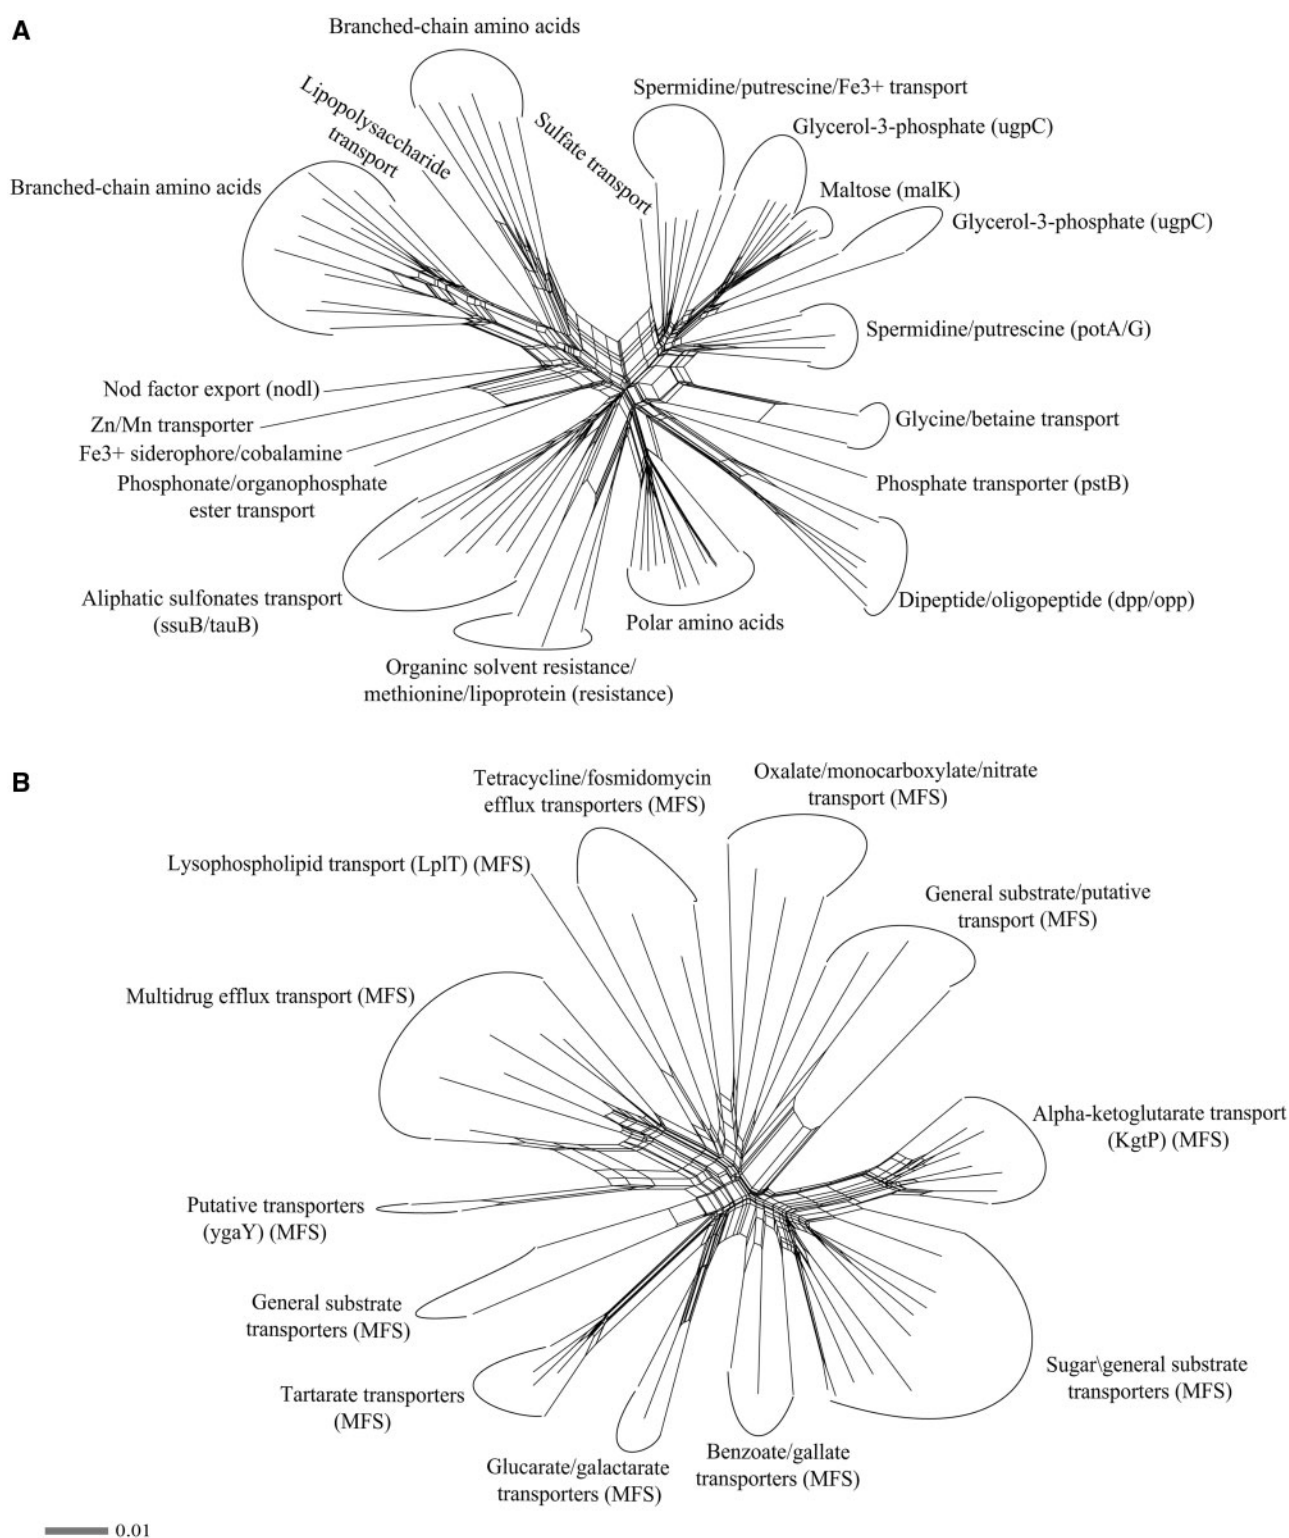 A
Branched-chain amino acids
Lipopolysaccharide
transport
Sulfate transport
Spermidine/putrescine/Fe3+ transport
Glycerol-3-phosphate (ugpC)
Branched-chain amino acids
Maltose (malK)
Glycerol-3-phosphate (ugpC)
Spermidine/putrescine (potA/G)
Nod factor export (nodl)
Glycine/betaine transport
Zn/Mn transporter
Fe3+ siderophore/cobalamine
Phosphonate/organophosphate
ester transport
Phosphate transporter (pstB)
Aliphatic sulfonates transport
(ssuB/tauB)
Dipeptide/oligopeptide (dpp/opp)
Polar amino acids
Organinc solvent resistance/
methionine/lipoprotein (resistance)
B
Tetracycline/fosmidomycin
efflux transporters (MFS)
Oxalate/monocarboxylate/nitrate
transport (MFS)
Lysophospholipid transport (LplT) (MFS)
General substrate/putative
transport (MFS)
Multidrug efflux transport (MFS)
Alpha-ketoglutarate transport
(KgtP) (MFS)
Putative transporters
(ygaY) (MFS)
General substrate
transporters (MFS)
Sugar\general substrate
transporters (MFS)
Tartarate transporters
(MFS)
Glucarate/galactarate
transporters (MFS)
Benzoate/gallate
transporters (MFS)
0.01